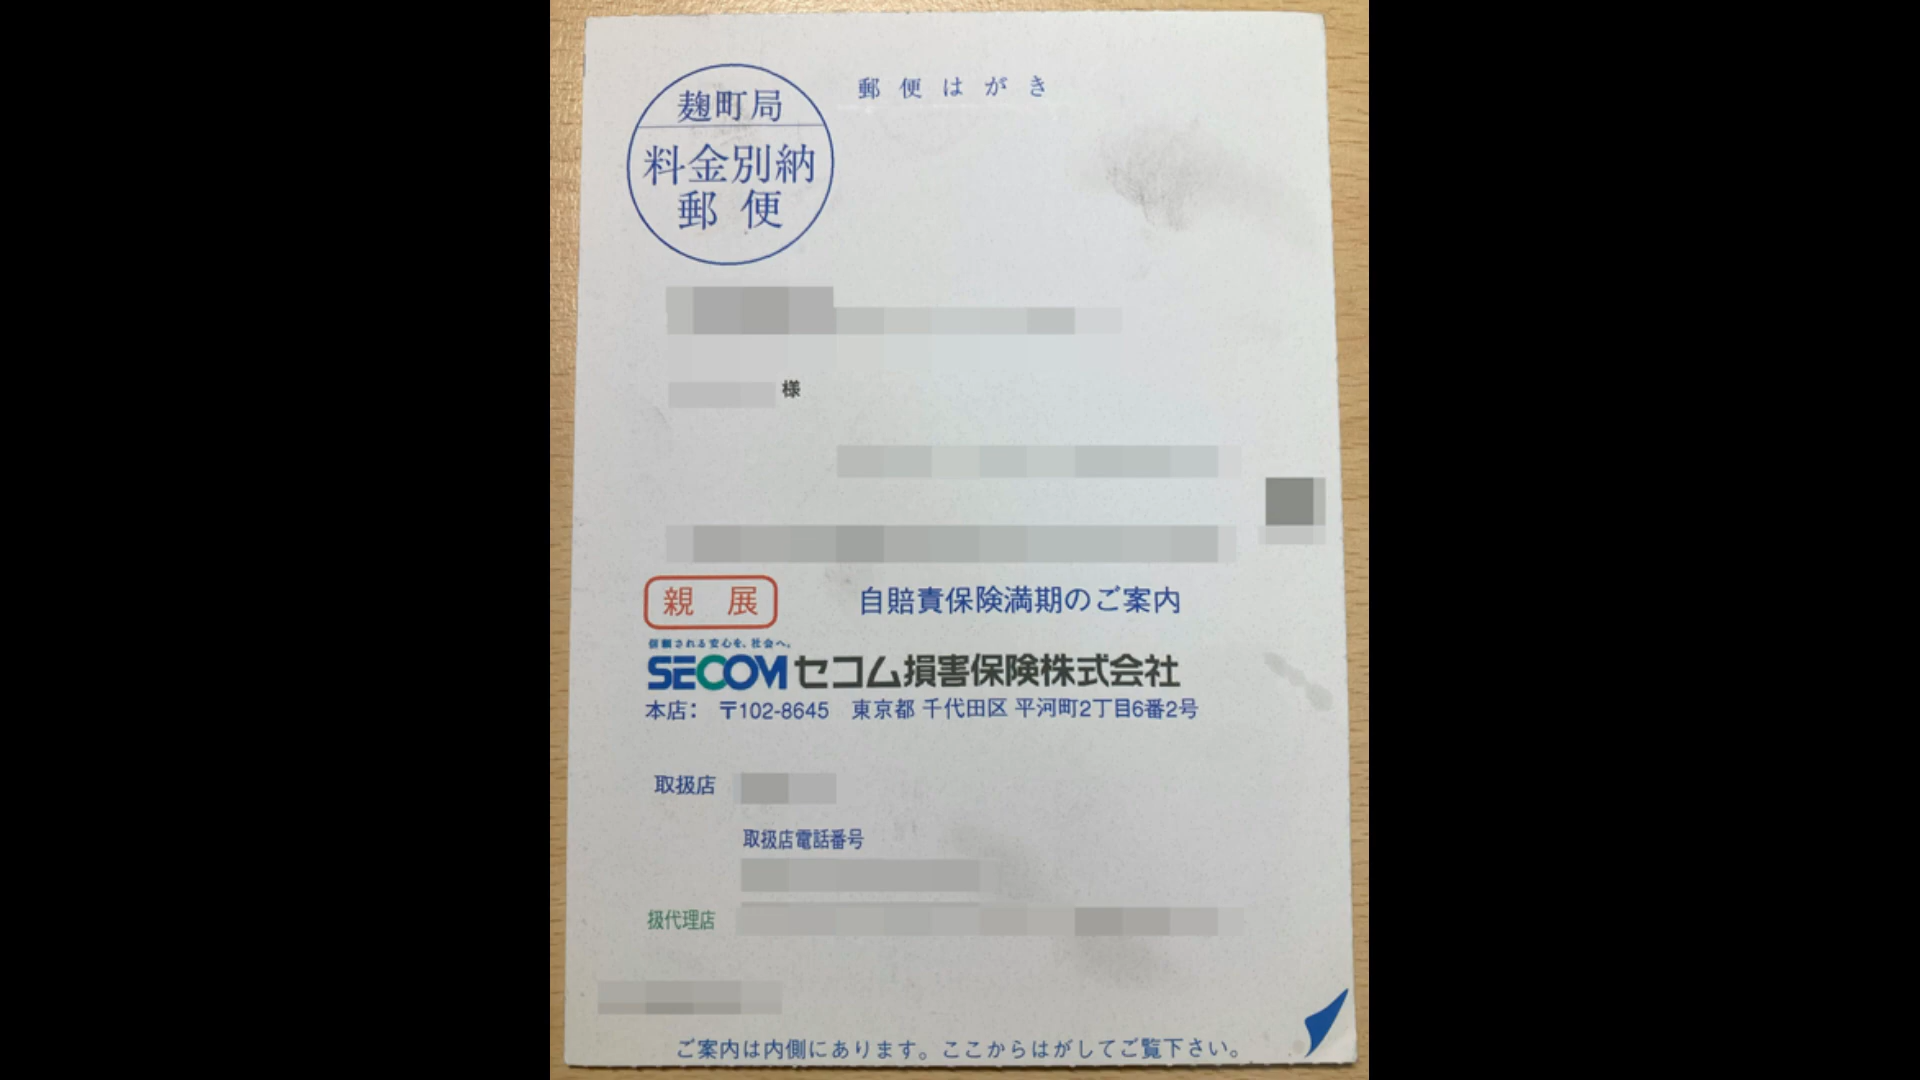 麹町局
料金別納
郵便
郵便はがき
様
親展
自賠責保険満期のご案内
信頼される安心を、社会へ。
SECOM セコム損害保険株式会社
本店： 〒102-8645 東京都 千代田区 平河町2丁目6番2号
取扱店
取扱店電話番号
扱代理店
ご案内は内側にあります。ここからはがしてご覧下さい。